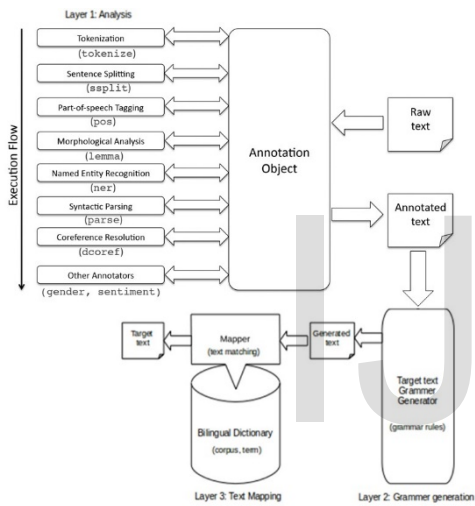 Layer 1: Analysis
Execution Flow
Tokenization
(tokenize)
Sentence Splitting
(ssplit)
Part-of-speech Tagging
(pos)
Morphological Analysis
(lemma)
Named Entity Recognition
(ner)
Syntactic Parsing
(parse)
Coreference Resolution
(dcoref)
Other Annotators
(gender, sentiment)
Annotation
Object
Raw
text
Annotated
text
Target
text
Mapper
(text matching)
Generated
text
Target text
Grammer
Generator
(grammar rules)
Bilingual Dictionary
(corpus, term)
Layer 3: Text Mapping
Layer 2: Grammer generation
IJ